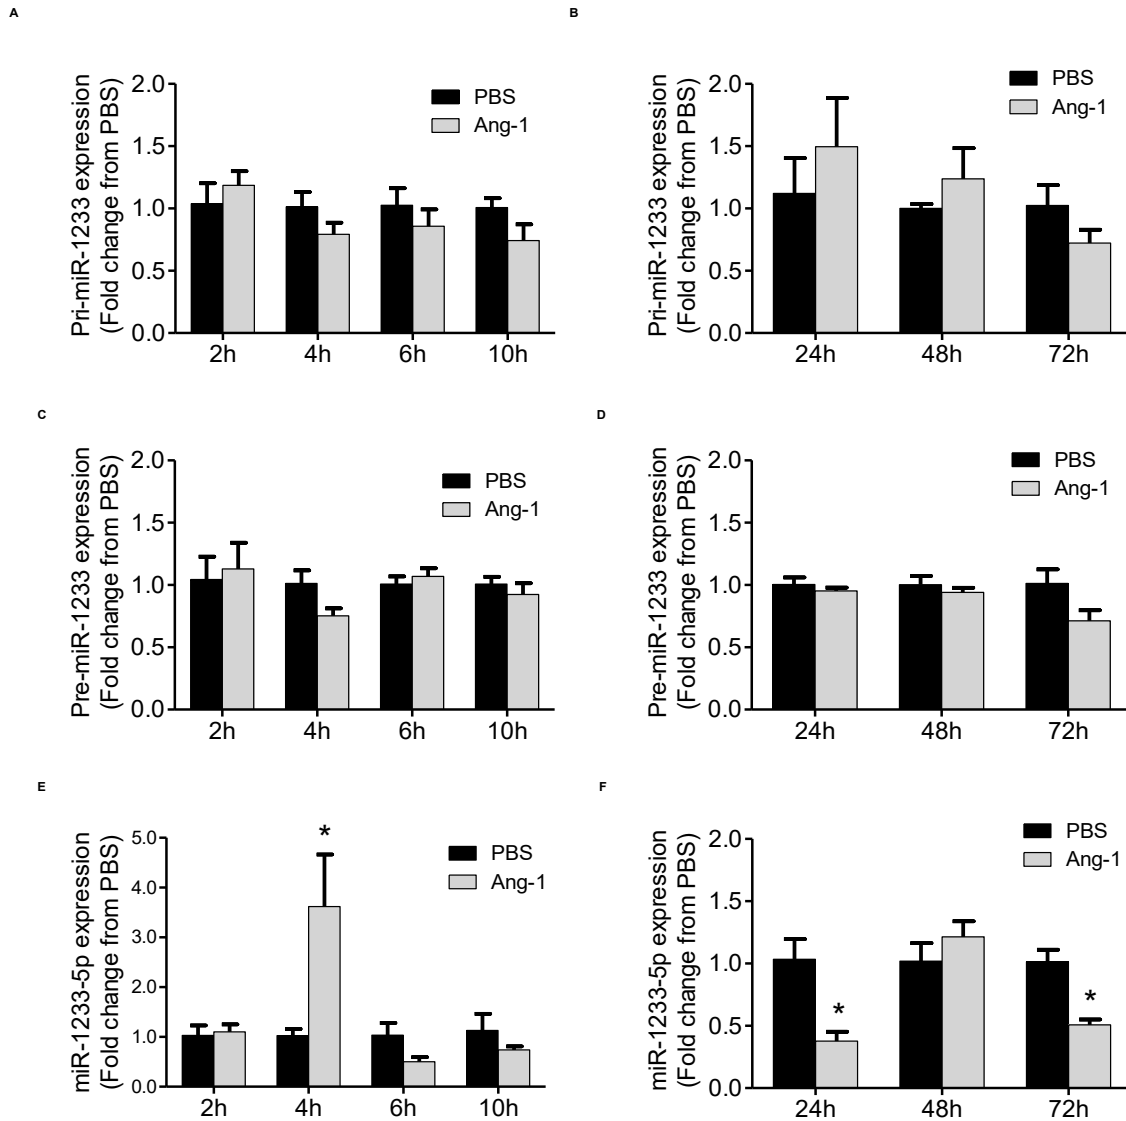 A
Pri-miR-1233 expression
(Fold change from PBS)
2.0
1.5
1.0
0.5
0.0
PBS
Ang-1
2h 4h 6h 10h
B
Pri-miR-1233 expression
(Fold change from PBS)
2.0
1.5
1.0
0.5
0.0
PBS
Ang-1
24h 48h 72h
C
Pre-miR-1233 expression
(Fold change from PBS)
2.0
1.5
1.0
0.5
0.0
PBS
Ang-1
2h 4h 6h 10h
D
Pre-miR-1233 expression
(Fold change from PBS)
2.0
1.5
1.0
0.5
0.0
PBS
Ang-1
24h 48h 72h
E
miR-1233-5p expression
(Fold change from PBS)
5.0
4.0
3.0
2.0
1.0
0.0
*
PBS
Ang-1
2h 4h 6h 10h
F
miR-1233-5p expression
(Fold change from PBS)
2.0
1.5
1.0
0.5
0.0
PBS
Ang-1
*
*
24h 48h 72h